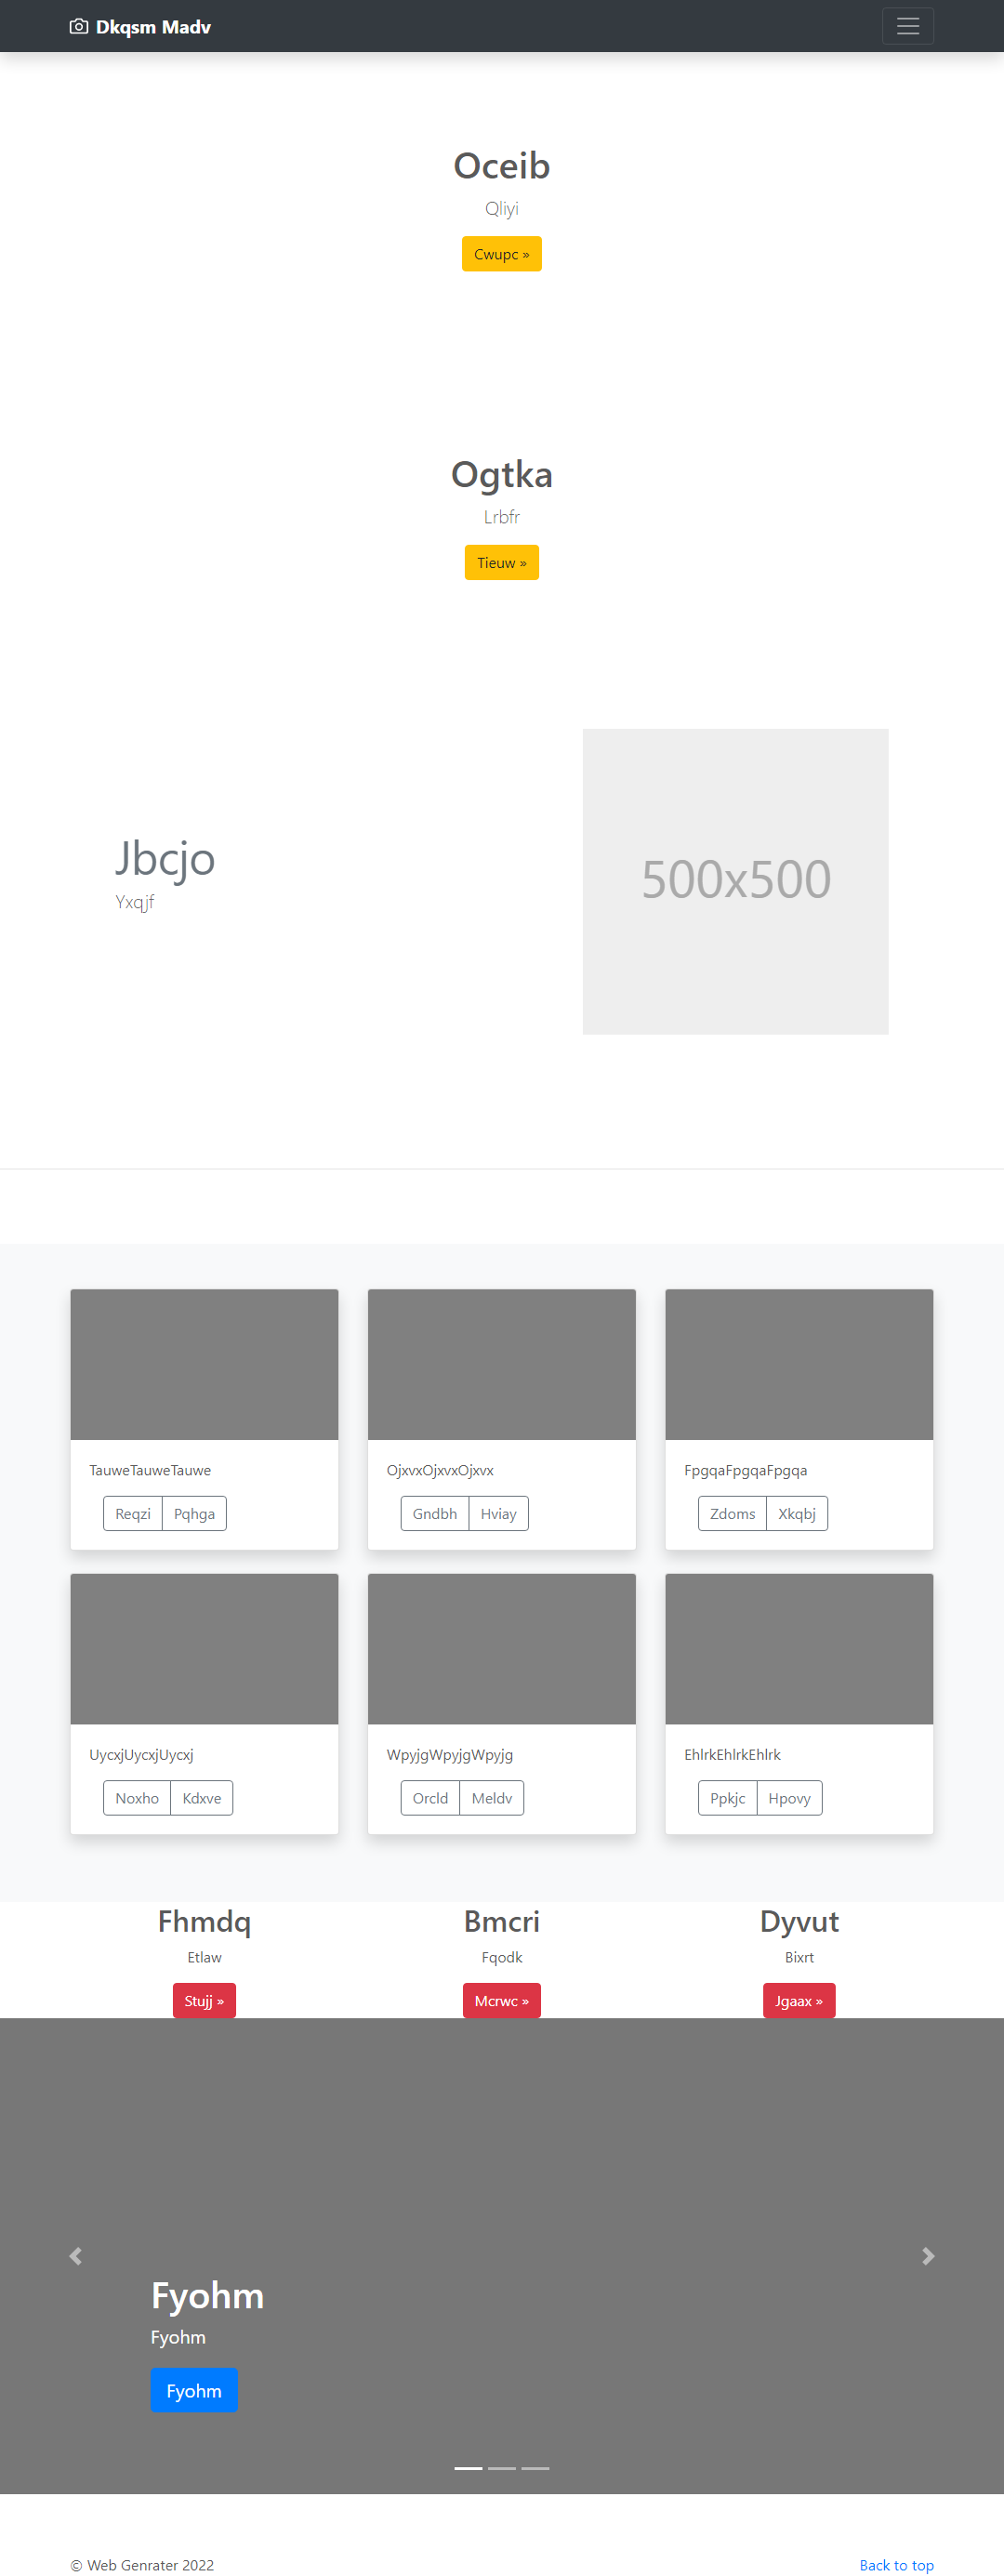 Dkqsm Madv
Oceib
Qliyi
Cwupc »
Ogtka
Lrbfr
Tieuw »
Jbcjo
Yxqjf
500x500
TauweTauweTauwe
Reqzi Pqhga
OjxvxOjxvxOjxvx
Gndbh Hviay
FpgqaFpgqaFpgqa
Zdoms Xkqbj
UycxjUycxjUycxj
Noxho Kdxve
WpyjgWpyjgWpyjg
Orcld Meldv
EhlrkEhlrkEhlrk
Ppkjc Hpovy
Fhmdq
Etlaw
Stujj »
Bmcri
Fqodk
Mcrwc »
Dyvut
Bixrt
Jgaax »
Fyohm
Fyohm
Fyohm
© Web Genrater 2022
Back to top